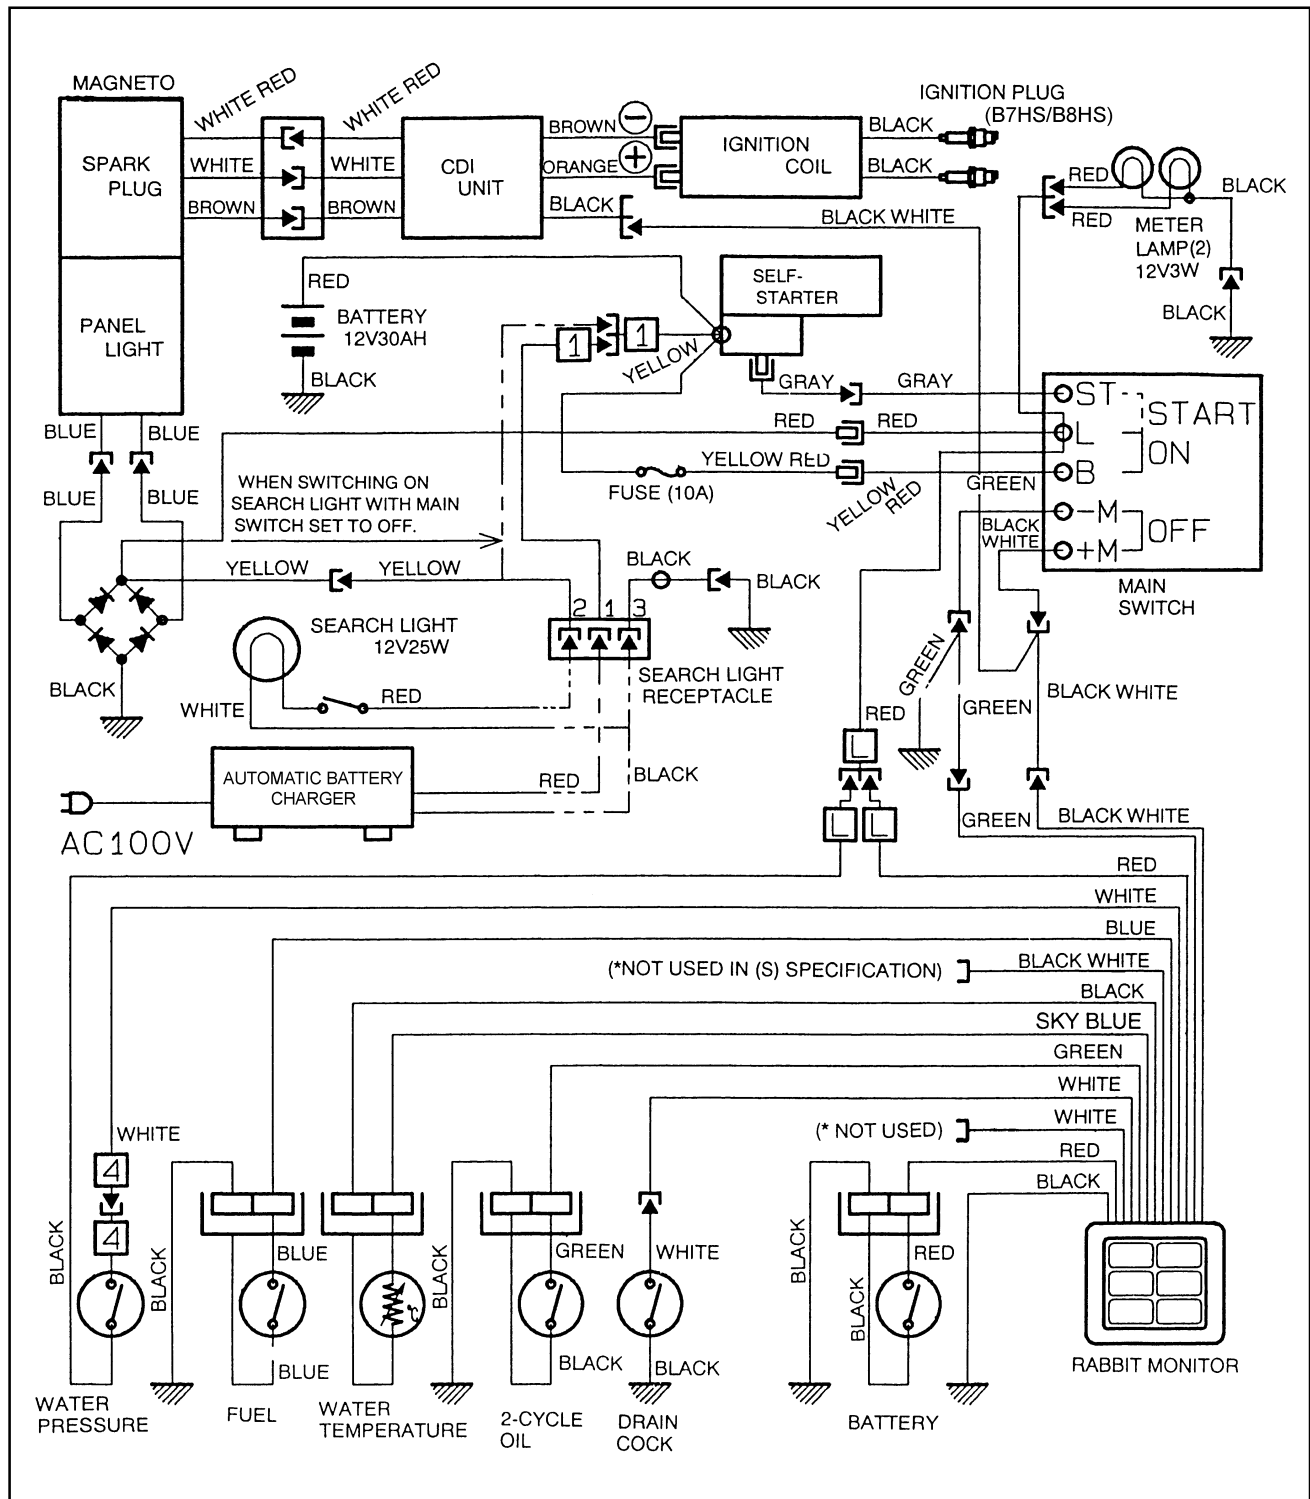 MAGNETO
WHITE RED
WHITE RED
SPARK
PLUG
WHITE
WHITE
BROWN
BROWN
CDI
UNIT
BROWN
−
ORANGE
+
BLACK
IGNITION
COIL
BLACK
BLACK
IGNITION PLUG
(B7HS/B8HS)
BLACK WHITE
RED
RED
BLACK
METER
LAMP(2)
12V3W
BLACK
PANEL
LIGHT
RED
BATTERY
12V30AH
BLACK
1
1
YELLOW
SELF-
STARTER
GRAY
GRAY
RED
RED
YELLOW RED
FUSE (10A)
YELLOW
RED
ST
START
L
ON
B
GREEN
−M
OFF
BLACK
WHITE
+M
MAIN
SWITCH
BLUE
BLUE
BLUE
BLUE
WHEN SWITCHING ON
SEARCH LIGHT WITH MAIN
SWITCH SET TO OFF.
YELLOW
YELLOW
BLACK
BLACK
2 1 3
SEARCH LIGHT
12V25W
SEARCH LIGHT
RECEPTACLE
BLACK
WHITE
RED
GREEN
GREEN
BLACK WHITE
RED
L
L
L
AUTOMATIC BATTERY
CHARGER
RED
BLACK
AC100V
GREEN
BLACK WHITE
RED
WHITE
BLUE
(*NOT USED IN (S) SPECIFICATION)
BLACK WHITE
BLACK
SKY BLUE
GREEN
WHITE
(* NOT USED)
WHITE
RED
BLACK
WHITE
4
4
BLACK
BLACK
BLUE
BLUE
°C
BLACK
GREEN
BLACK
WHITE
BLACK
BLACK
BLACK
RED
WATER
PRESSURE
FUEL
WATER
TEMPERATURE
2-CYCLE
OIL
DRAIN
COCK
BATTERY
RABBIT MONITOR